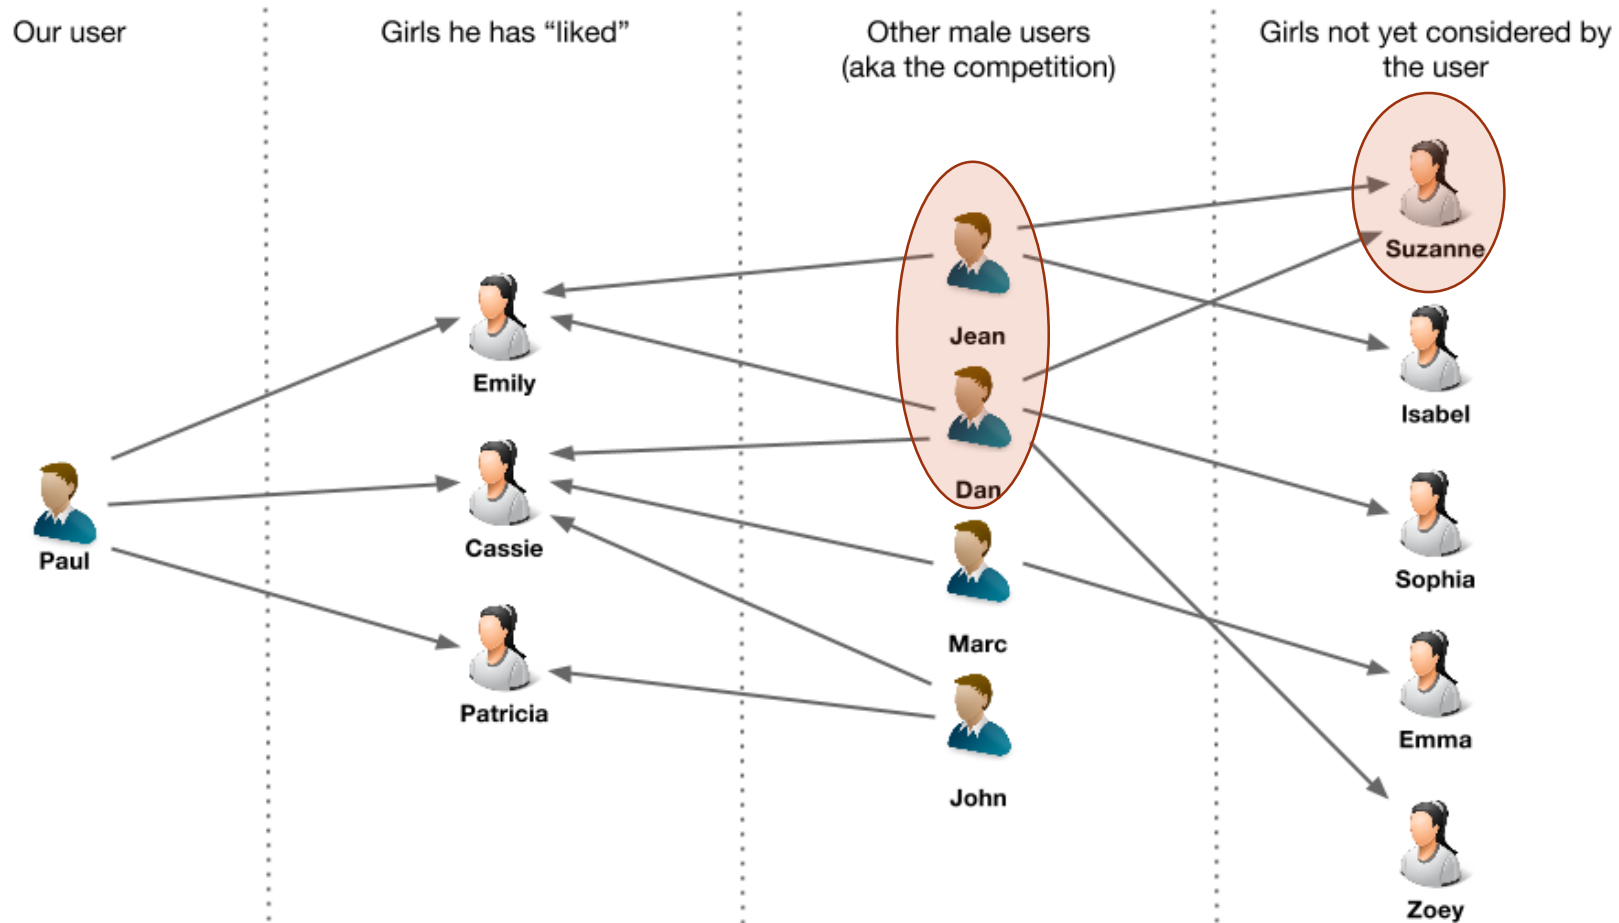 Our user
Girls he has “liked”
Other male users
(aka the competition)
Girls not yet considered by
the user
Paul
Emily
Cassie
Patricia
Jean
Dan
Marc
John
Suzanne
Isabel
Sophia
Emma
Zoey